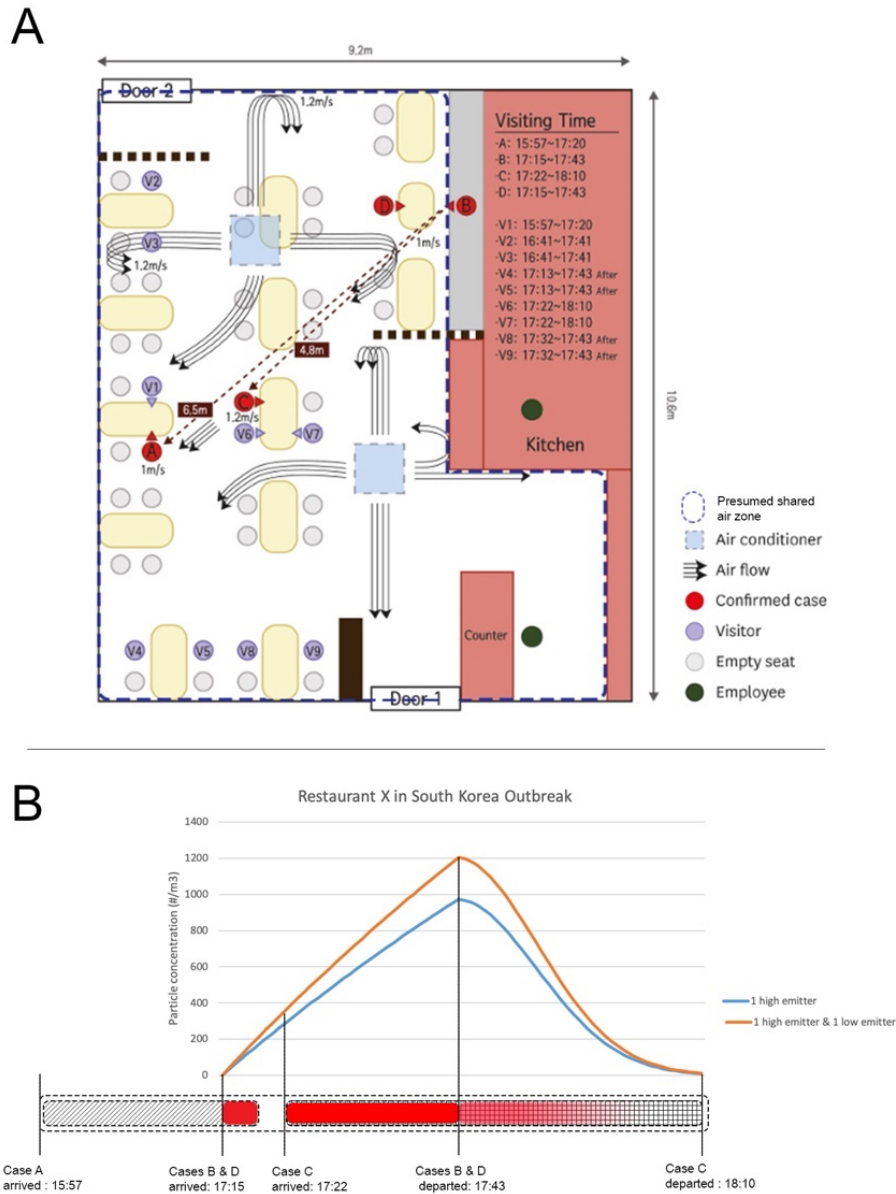 A
9.2m
Door 2
1.2m/s
Visiting Time
·A: 15:57~17:20
·B: 17:15~17:43
·C: 17:22~18:10
·D: 17:15~17:43
·V1: 15:57~17:20
·V2: 16:41~17:41
·V3: 16:41~17:41
·V4: 17:13~17:43 After
·V5: 17:13~17:43 After
·V6: 17:22~18:10
·V7: 17:22~18:10
·V8: 17:32~17:43 After
·V9: 17:32~17:43 After
V2
D
B
V3
1m/s
1.2m/s
4.8m
10.6m
V1
6.5m
C
1.2m/s
V6
V7
A
1m/s
Kitchen
Presumed shared
air zone
Air conditioner
Air flow
Confirmed case
Visitor
Empty seat
Employee
V4
V5
V8
V9
Counter
Door 1
B
Restaurant X in South Korea Outbreak
Particle concentration (#/m3)
1400
1200
1000
800
600
400
200
0
1 high emitter
1 high emitter & 1 low emitter
Case A
arrived : 15:57
Cases B & D
arrived: 17:15
Case C
arrived: 17:22
Cases B & D
departed: 17:43
Case C
departed : 18:10